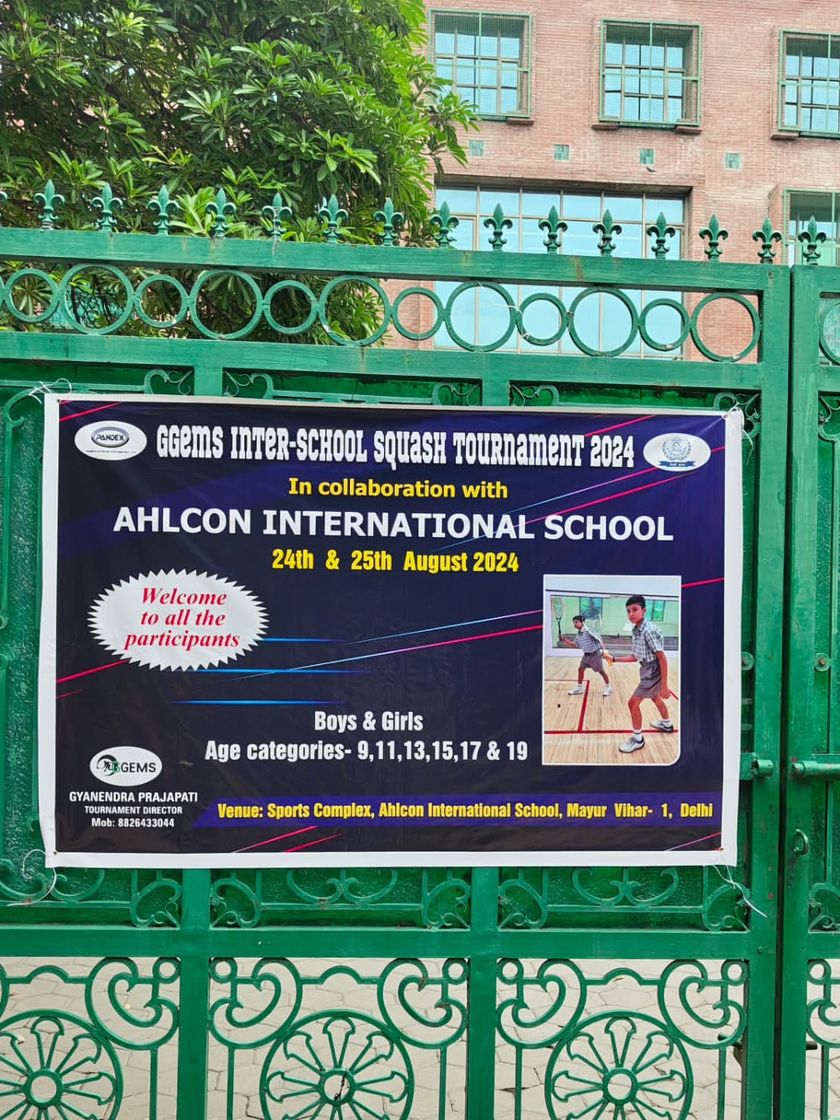 PANDEX
GGEMS INTER-SCHOOL SQUASH TOURNAMENT 2024
In collaboration with
AHLCON INTERNATIONAL SCHOOL
24th & 25th August 2024
Welcome
to all the
participants
Boys & Girls
Age categories- 9,11,13,15,17 & 19
GGEMS
GYANENDRA PRAJAPATI
TOURNAMENT DIRECTOR
Mob: 8826433044
Venue: Sports Complex, Ahlcon International School, Mayur Vihar- 1, Delhi